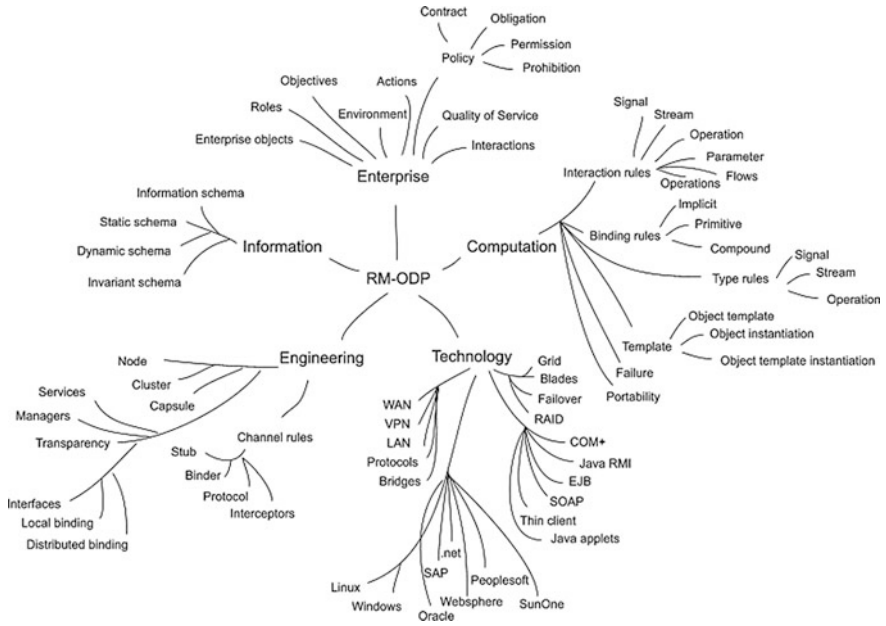 Contract
Obligation
Policy
Permission
Prohibition
Objectives
Actions
Roles
Environment
Quality of Service
Enterprise objects
Interactions
Enterprise
Signal
Stream
Operation
Parameter
Interaction rules
Flows
Operations
Implicit
Primitive
Binding rules
Compound
Information schema
Static schema
Dynamic schema
Invariant schema
Information
Computation
RM-ODP
Signal
Type rules
Stream
Operation
Object template
Object instantiation
Template
Object template instantiation
Failure
Portability
Engineering
Technology
Node
Cluster
Capsule
Services
Managers
Transparency
Channel rules
Stub
Binder
Protocol
Interceptors
Interfaces
Local binding
Distributed binding
WAN
VPN
LAN
Protocols
Bridges
Grid
Blades
Failover
RAID
COM+
Java RMI
EJB
SOAP
Thin client
Java applets
.net
SAP
Peoplesoft
Linux
Windows
Oracle
Websphere
SunOne